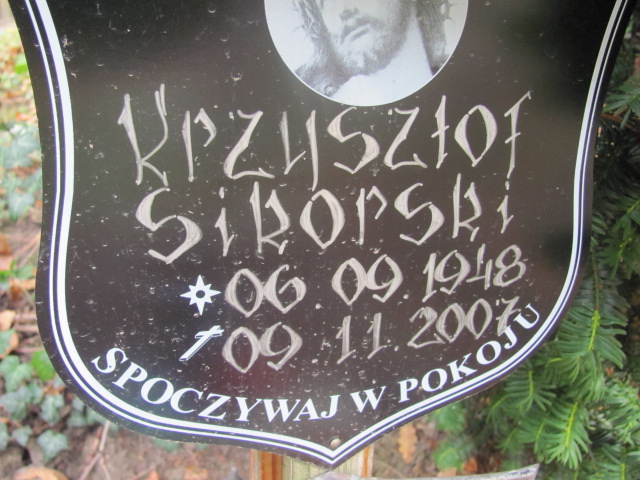 Krzysztof
Sikorski
06.09.1948
† 09 11.2007
SPOCZYWAJ W POKOJU